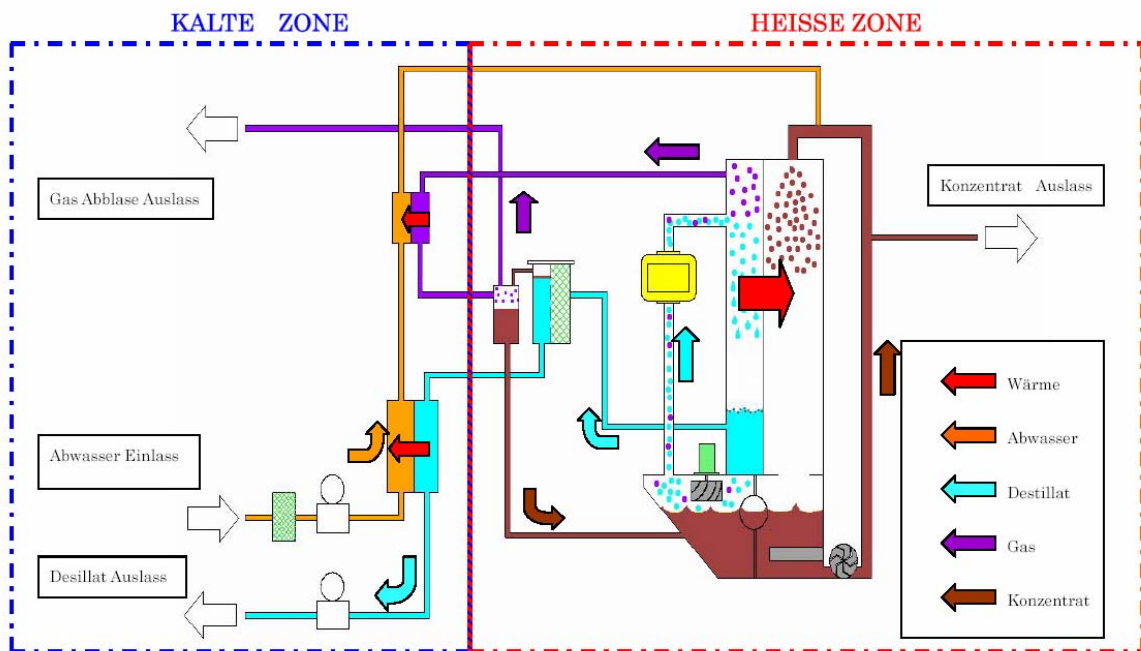 KALTE ZONE
HEISSE ZONE
Gas Abblase Auslass
Konzentrat Auslass
Abwasser Einlass
Desillat Auslass
Wärme
Abwasser
Destillat
Gas
Konzentrat